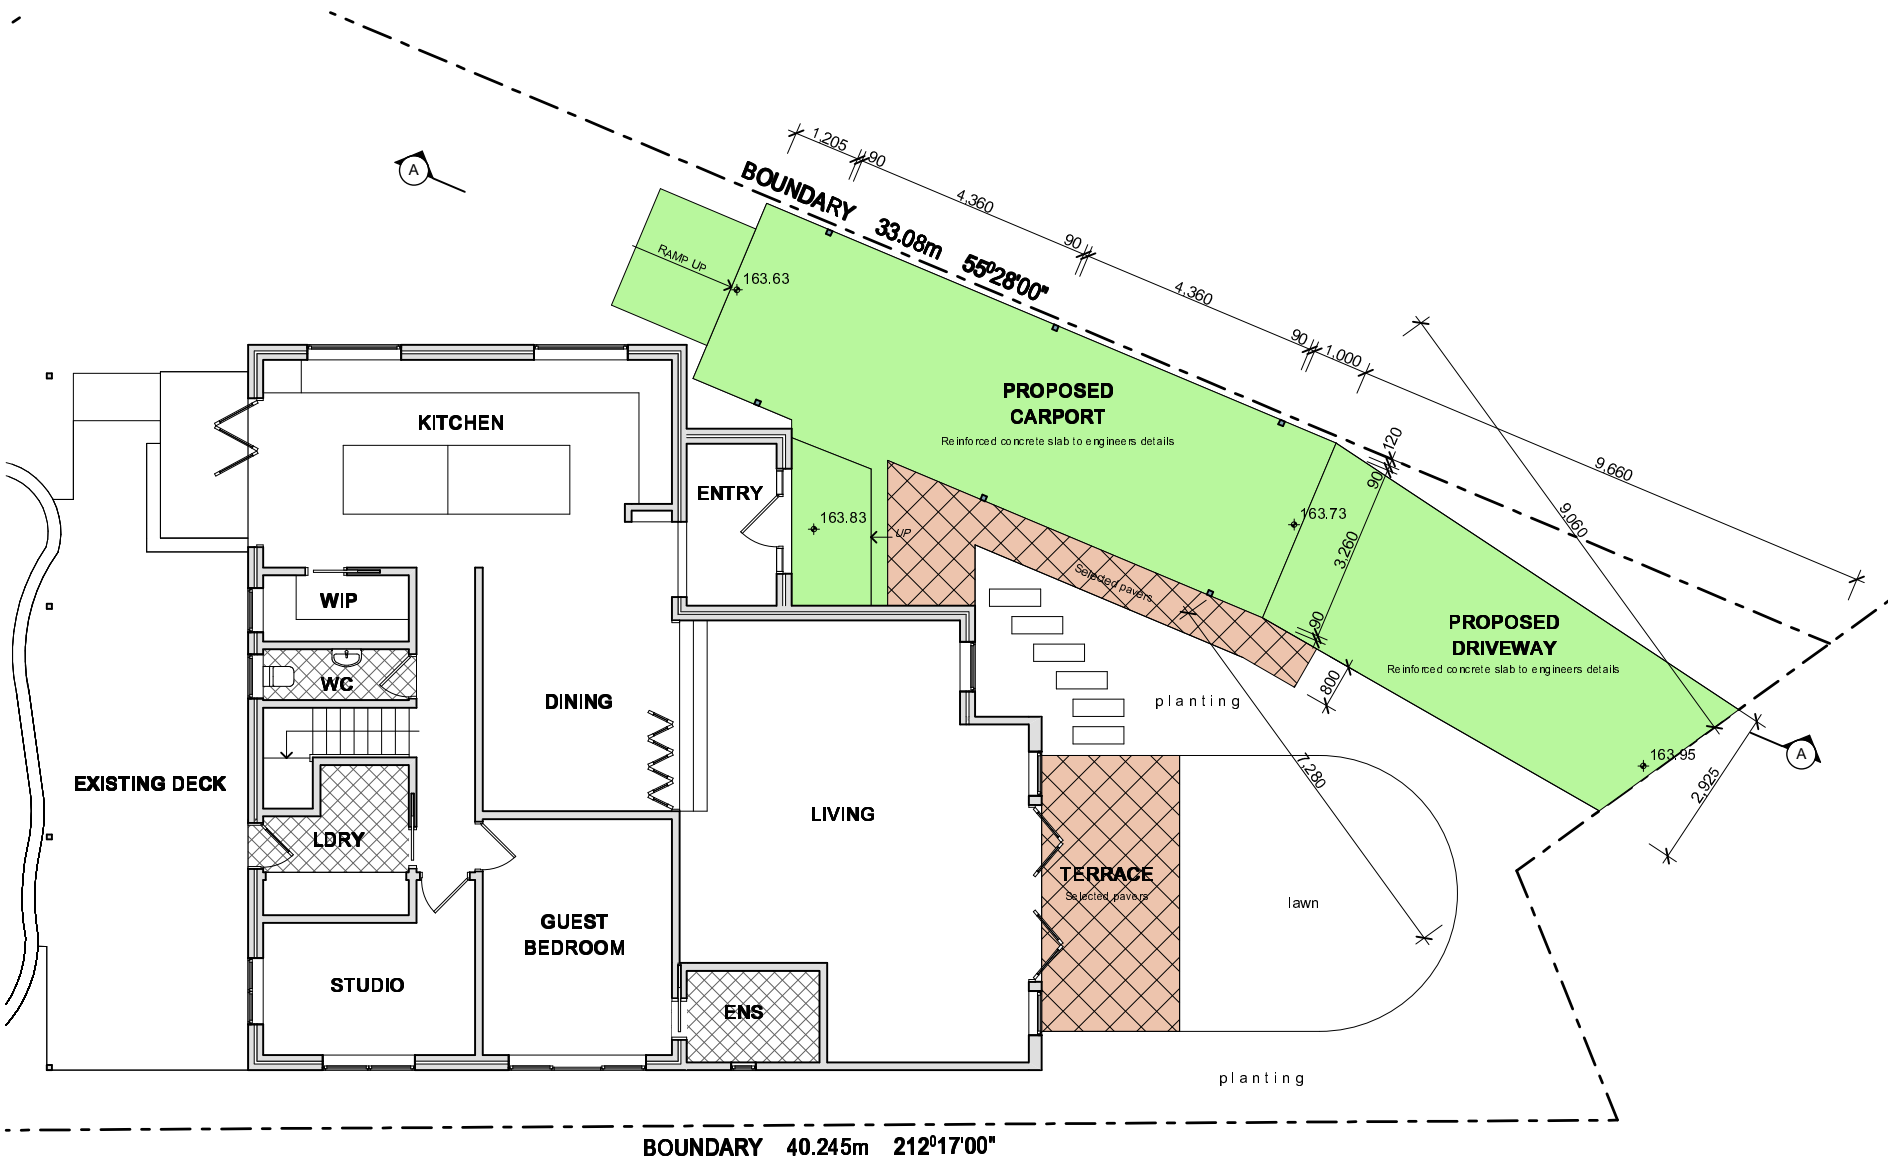 1,205
90
4,360
A
BOUNDARY 33.08m 55⁰28'00"
90
4,360
RAMP UP
163.63
90
1,000
PROPOSED
CARPORT
Reinforced concrete slab to engineers details
120
90
9,660
KITCHEN
ENTRY
163.83
UP
163.73
9,060
3,260
Selected pavers
WIP
90
PROPOSED
DRIVEWAY
Reinforced concrete slab to engineers details
WC
800
DINING
planting
163.95
A
2,925
7,280
EXISTING DECK
LIVING
LDRY
TERRACE
Selected pavers
lawn
GUEST
BEDROOM
STUDIO
ENS
planting
BOUNDARY 40.245m 212⁰17'00"